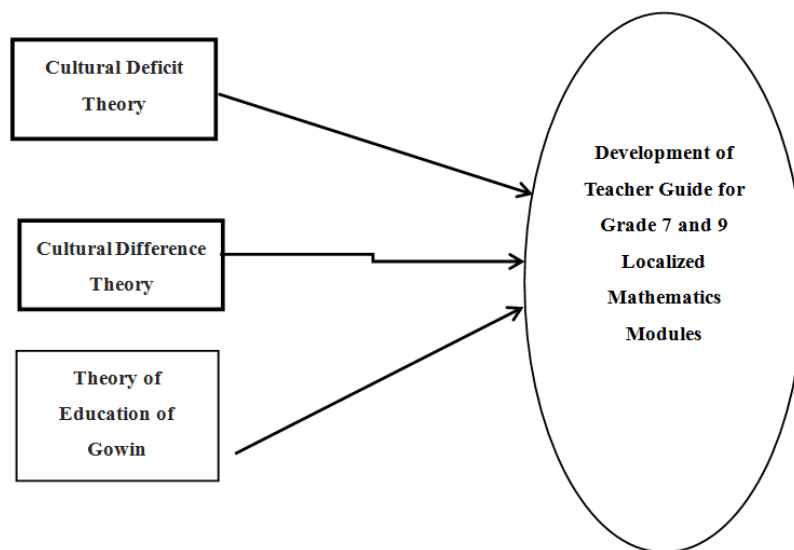 Cultural Deficit
Theory
Cultural Difference
Theory
Theory of
Education of
Gowin
Development of
Teacher Guide for
Grade 7 and 9
Localized
Mathematics
Modules